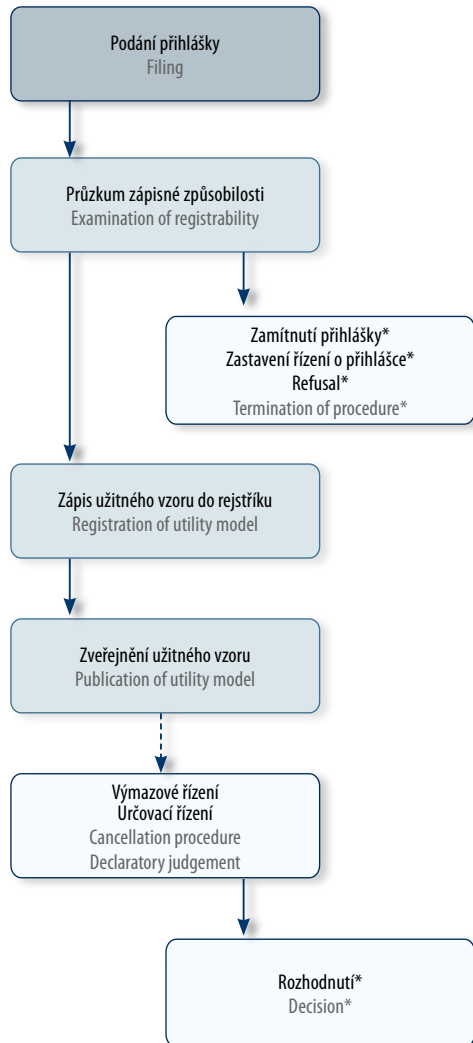 Podání přihlášky
Filing
Průzkum zápisné způsobilosti
Examination of registrability
Zamítnutí přihlášky*
Zastavení řízení o přihlášce*
Refusal*
Termination of procedure*
Zápis užitného vzoru do rejstříku
Registration of utility model
Zveřejnění užitného vzoru
Publication of utility model
Výmazové řízení
Určovací řízení
Cancellation procedure
Declaratory judgement
Rozhodnutí*
Decision*